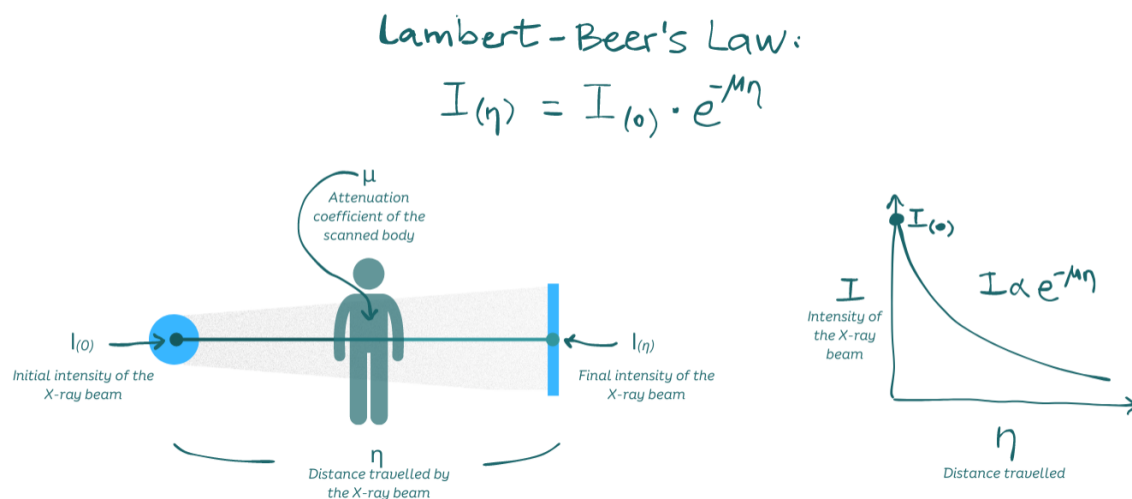 Lambert-Beer's Law:
I(η) = I(0) · e^-μη
μ
Attenuation
coefficient of the
scanned body
I(0)
Initial intensity of the
X-ray beam
I(η)
Final intensity of the
X-ray beam
η
Distance travelled by
the X-ray beam
I(0)
I ∝ e^-μη
I
Intensity of
the X-ray
beam
η
Distance travelled